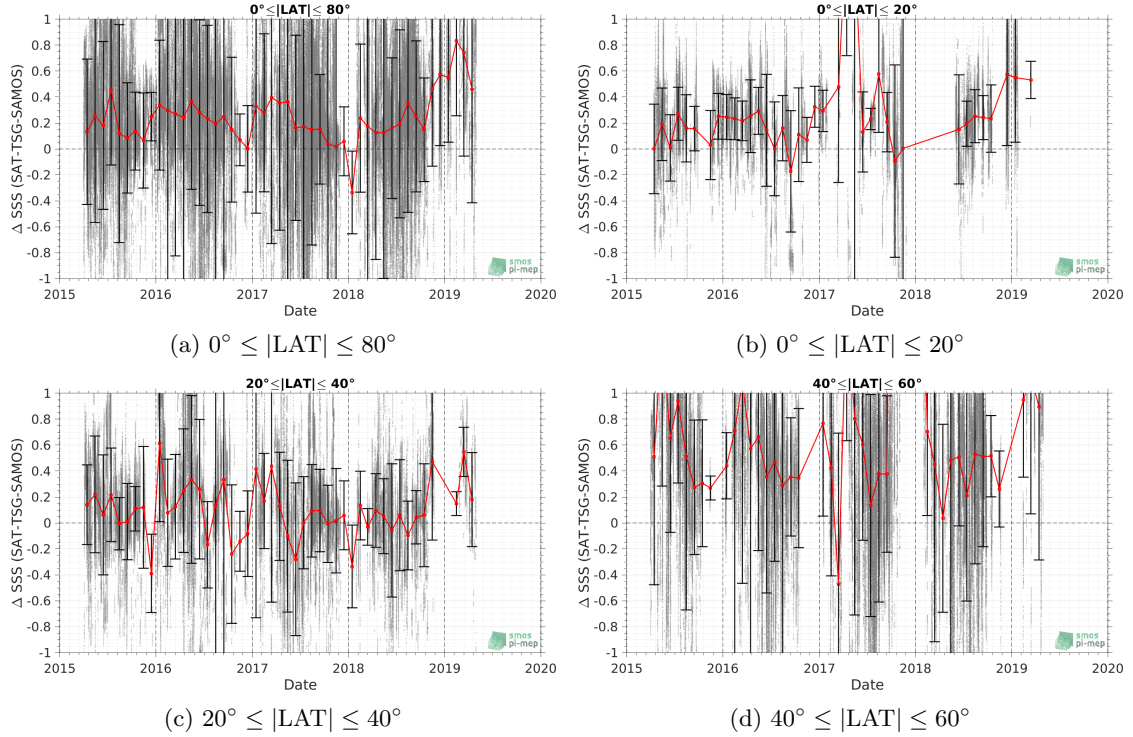 0°≤|LAT|≤ 80°
Δ SSS (SAT-TSG-SAMOS)
1
0.8
0.6
0.4
0.2
0
-0.2
-0.4
-0.6
-0.8
-1
smos
pi-mep
2015 2016 2017 2018 2019 2020
Date
(a) 0° ≤ |LAT| ≤ 80°
0°≤|LAT|≤ 20°
Δ SSS (SAT-TSG-SAMOS)
1
0.8
0.6
0.4
0.2
0
-0.2
-0.4
-0.6
-0.8
-1
smos
pi-mep
2015 2016 2017 2018 2019 2020
Date
(b) 0° ≤ |LAT| ≤ 20°
20°≤|LAT|≤ 40°
Δ SSS (SAT-TSG-SAMOS)
1
0.8
0.6
0.4
0.2
0
-0.2
-0.4
-0.6
-0.8
-1
smos
pi-mep
2015 2016 2017 2018 2019 2020
Date
(c) 20° ≤ |LAT| ≤ 40°
40°≤|LAT|≤ 60°
Δ SSS (SAT-TSG-SAMOS)
1
0.8
0.6
0.4
0.2
0
-0.2
-0.4
-0.6
-0.8
-1
smos
pi-mep
2015 2016 2017 2018 2019 2020
Date
(d) 40° ≤ |LAT| ≤ 60°